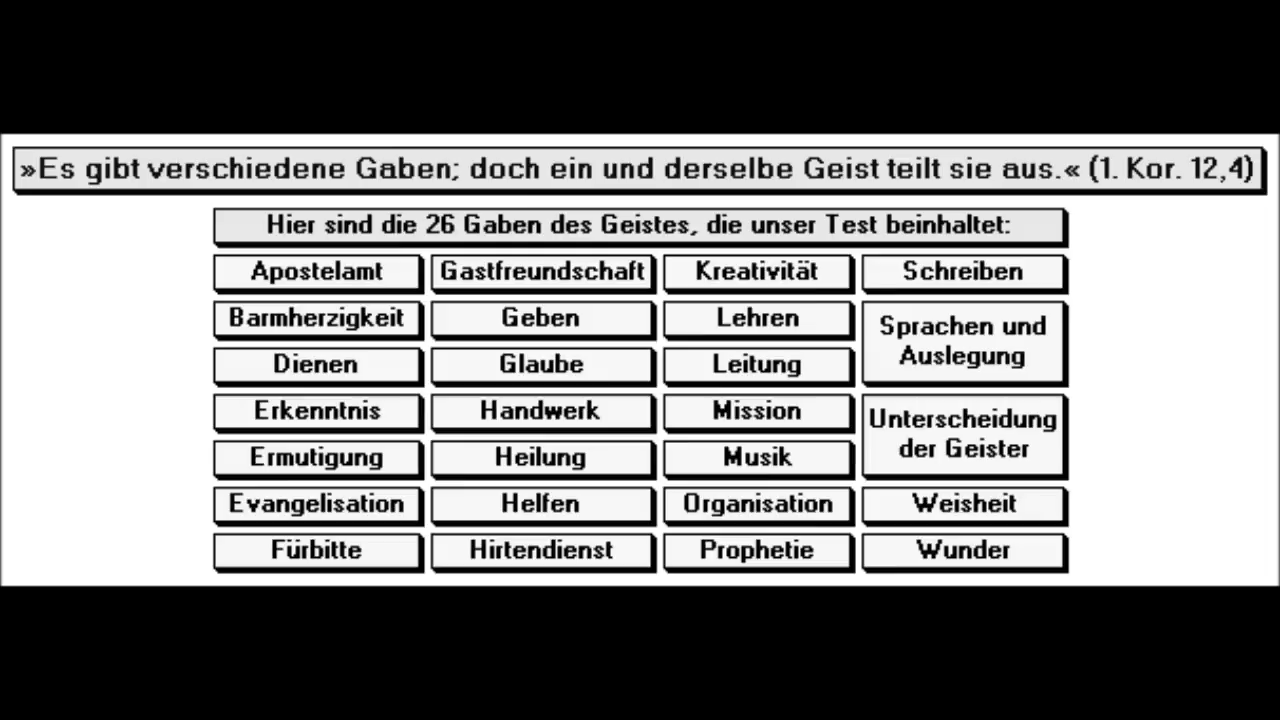 »Es gibt verschiedene Gaben; doch ein und derselbe Geist teilt sie aus.« (1. Kor. 12,4)
Hier sind die 26 Gaben des Geistes, die unser Test beinhaltet:
Apostelamt
Barmherzigkeit
Dienen
Erkenntnis
Ermutigung
Evangelisation
Fürbitte
Gastfreundschaft
Geben
Glaube
Handwerk
Heilung
Helfen
Hirtendienst
Kreativität
Lehren
Leitung
Mission
Musik
Organisation
Prophetie
Schreiben
Sprachen und
Auslegung
Unterscheidung
der Geister
Weisheit
Wunder